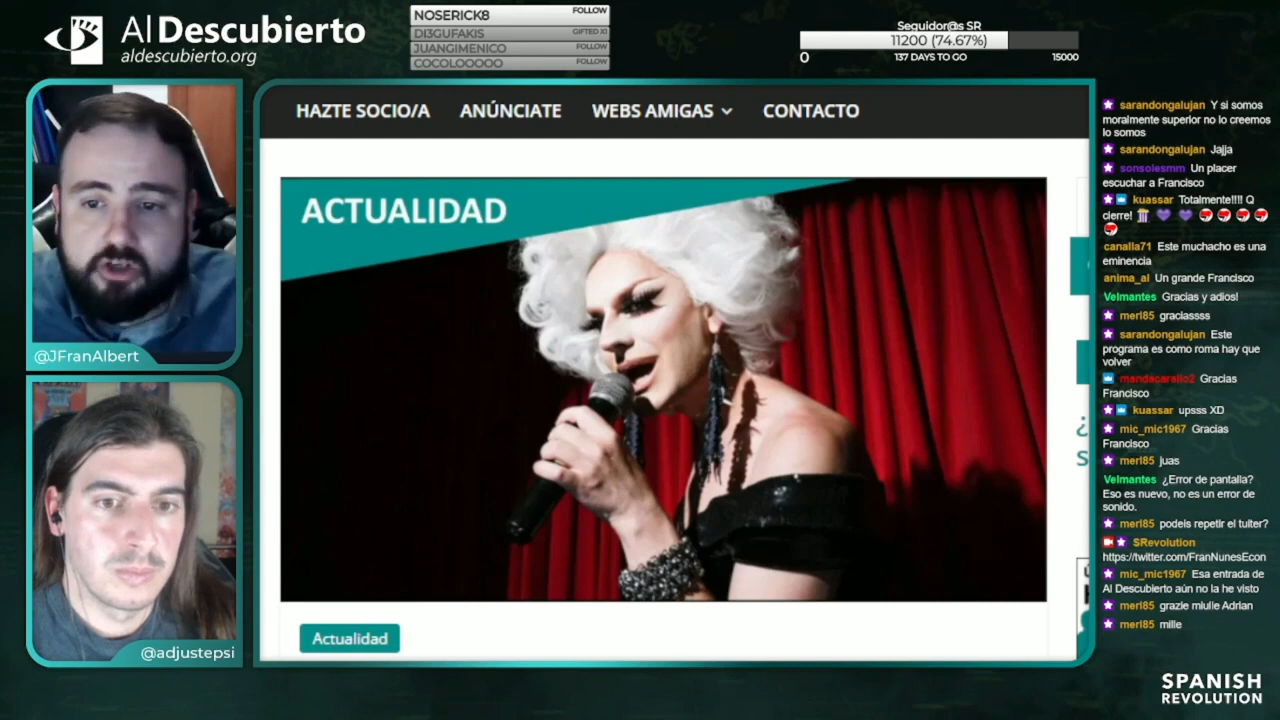 Al Descubierto
aldescubierto.org
NOSERICK8 FOLLOW
DI3GUFAKIS GIFTED X1
JUANGIMENICO FOLLOW
COCOLOOOOO FOLLOW
Seguidor@s SR
11200 (74.67%)
0 137 DAYS TO GO 15000
HAZTE SOCIO/A ANÚNCIATE WEBS AMIGAS CONTACTO
ACTUALIDAD
Actualidad
@JFranAlbert
@adjustepsi
sarandongalujan Y si somos
moralmente superior no lo creemos
lo somos
sarandongalujan Jajja
sonsolesmm Un placer
escuchar a Francisco
kuassar Totalmente!!!! Q
cierre!
canalla71 Este muchacho es una
eminencia
anima_al Un grande Francisco
Velmantes Gracias y adios!
merl85 graciassss
sarandongalujan Este
programa es como roma hay que
volver
mandacarallo2 Gracias
Francisco
kuassar upsss XD
mic_mic1967 Gracias
Francisco
merl85 juas
Velmantes ¿Error de pantalla?
Eso es nuevo, no es un error de
sonido.
merl85 podeis repetir el tuiter?
SRevolution
https://twitter.com/FranNunesEcon
mic_mic1967 Esa entrada de
Al Descubierto aún no la he visto
merl85 grazie miulle Adrian
merl85 mille
SPANISH
REVOLUTION